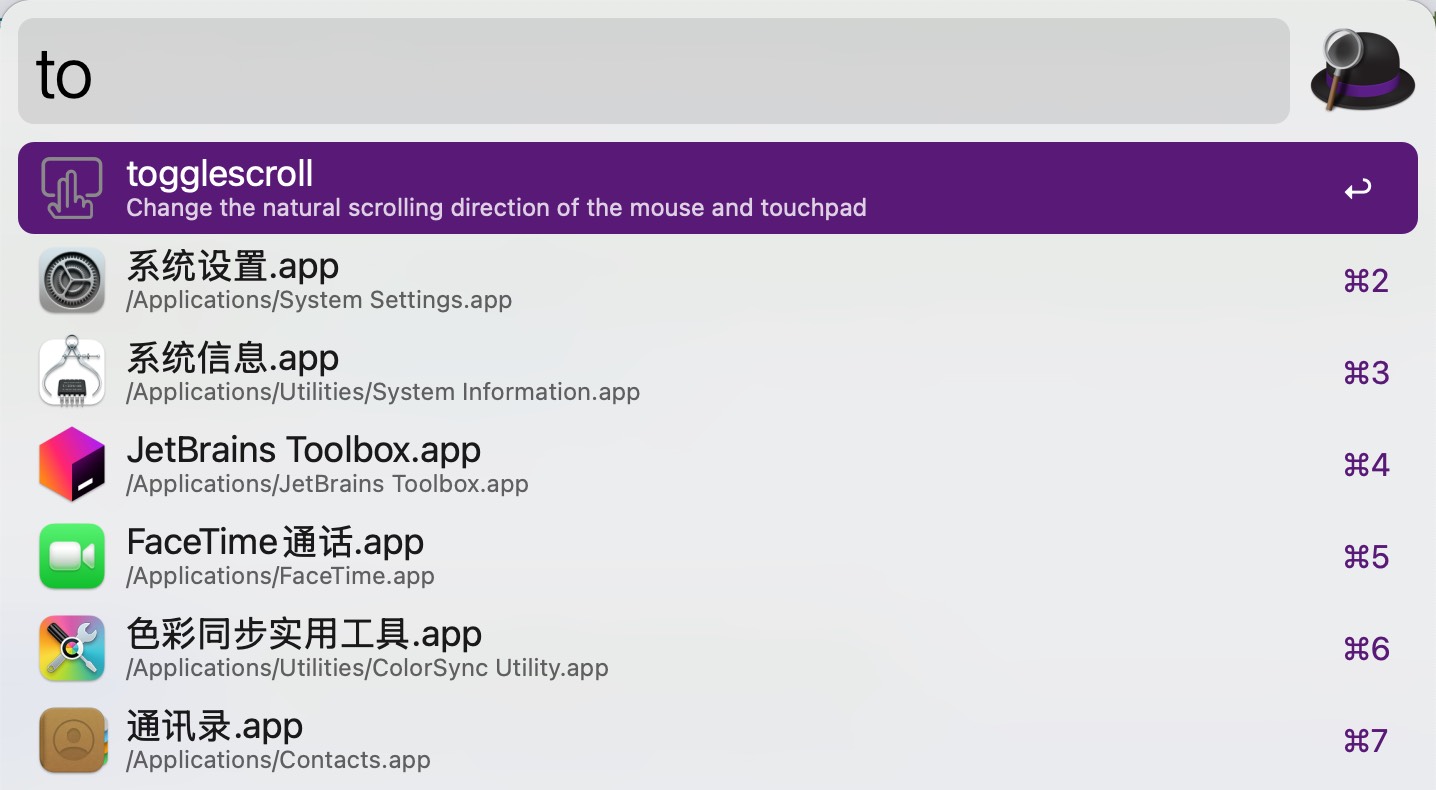 to
togglescroll
Change the natural scrolling direction of the mouse and touchpad
系统设置.app
/Applications/System Settings.app
⌘2
系统信息.app
/Applications/Utilities/System Information.app
⌘3
JetBrains Toolbox.app
/Applications/JetBrains Toolbox.app
⌘4
FaceTime通话.app
/Applications/FaceTime.app
⌘5
色彩同步实用工具.app
/Applications/Utilities/ColorSync Utility.app
⌘6
通讯录.app
/Applications/Contacts.app
⌘7